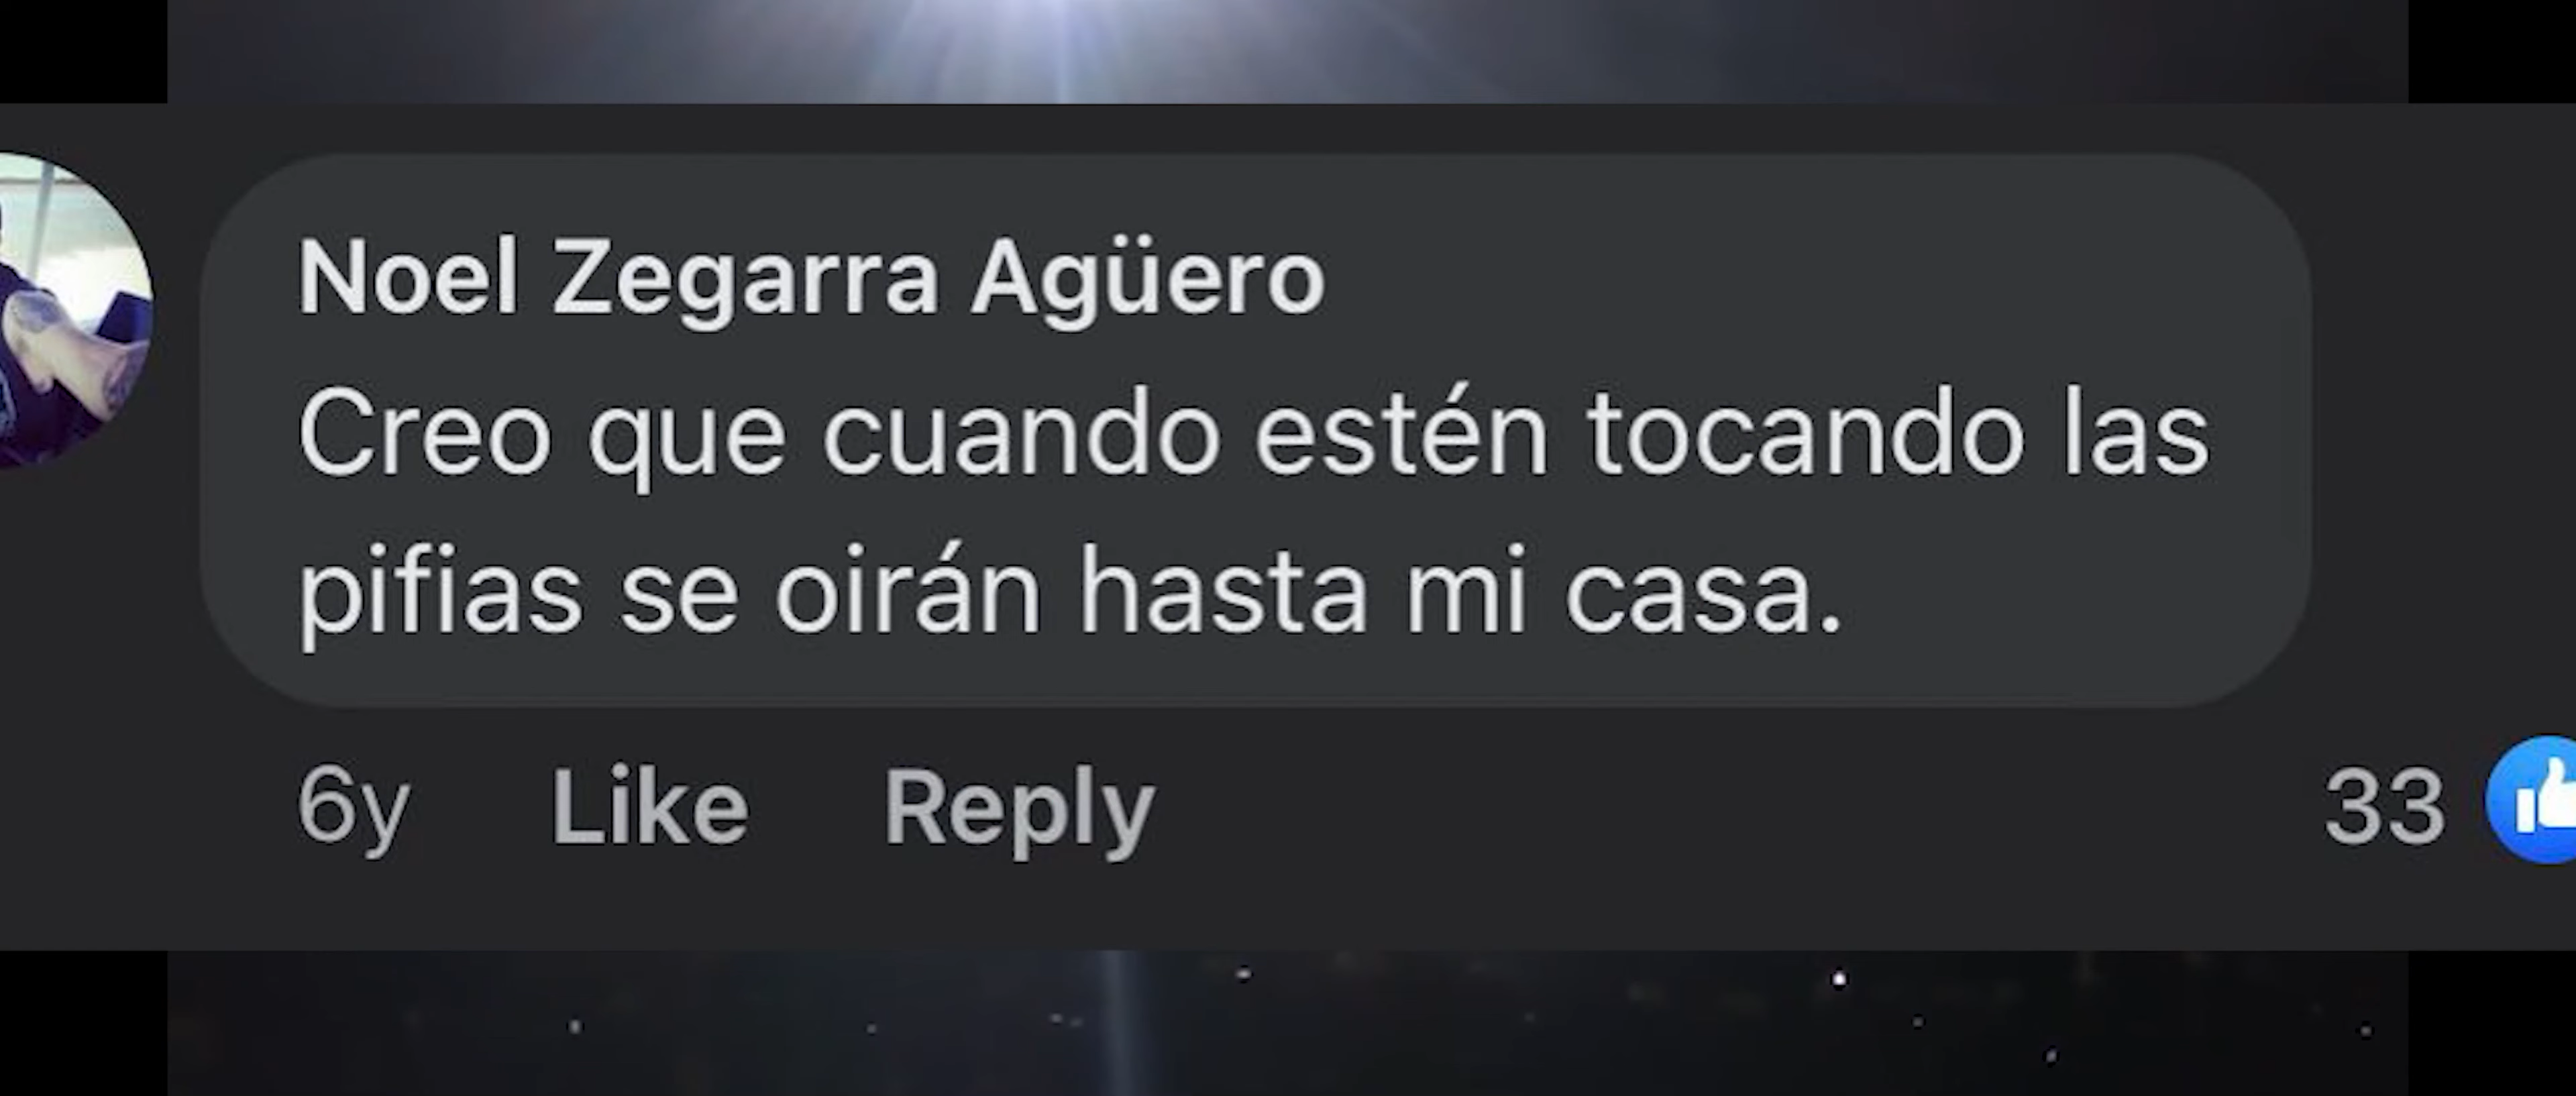 Noel Zegarra Agüero
Creo que cuando estén tocando las
pifias se oirán hasta mi casa.
6y Like Reply 33